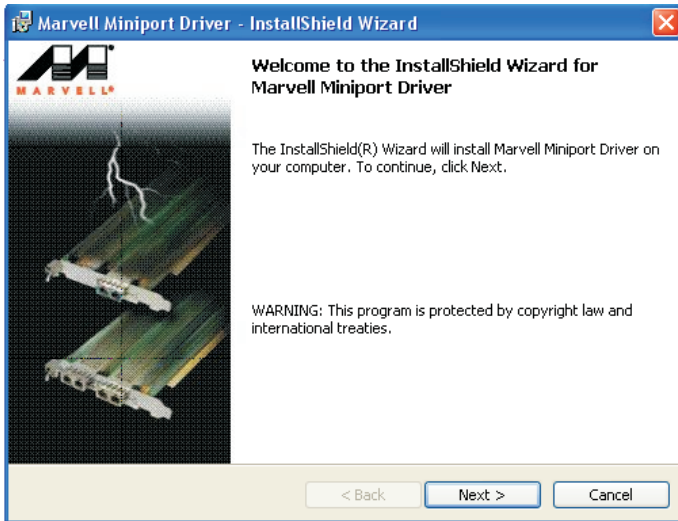 Marvell Miniport Driver - InstallShield Wizard
MARVELL®
Welcome to the InstallShield Wizard for
Marvell Miniport Driver
The InstallShield(R) Wizard will install Marvell Miniport Driver on
your computer. To continue, click Next.
WARNING: This program is protected by copyright law and
international treaties.
< Back
Next >
Cancel